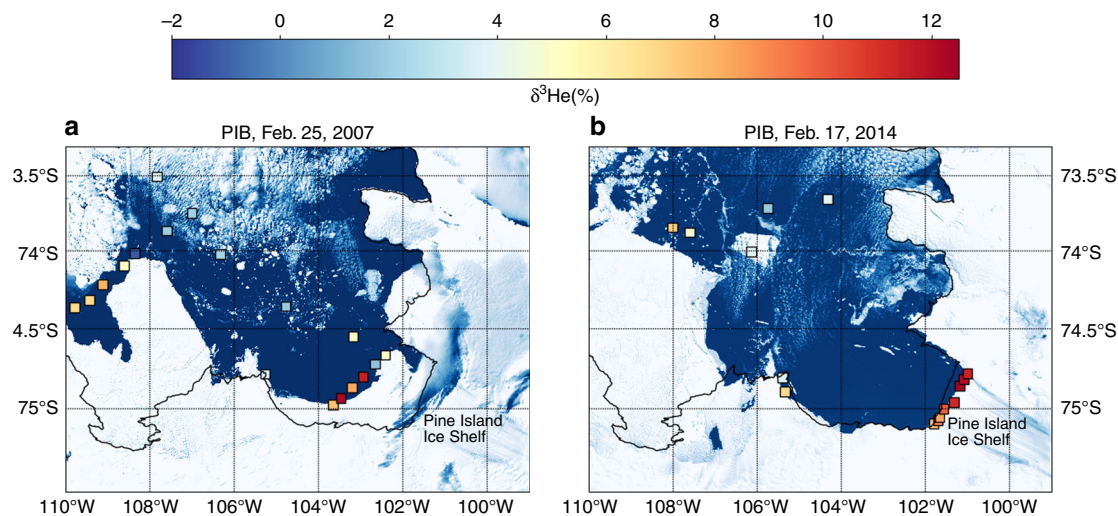 −2 0 2 4 6 8 10 12
δ³He(%)
a PIB, Feb. 25, 2007
b PIB, Feb. 17, 2014
3.5°S
74°S
4.5°S
75°S
73.5°S
74°S
74.5°S
75°S
Pine Island
Ice Shelf
Pine Island
Ice Shelf
110°W 108°W 106°W 104°W 102°W 100°W
110°W 108°W 106°W 104°W 102°W 100°W